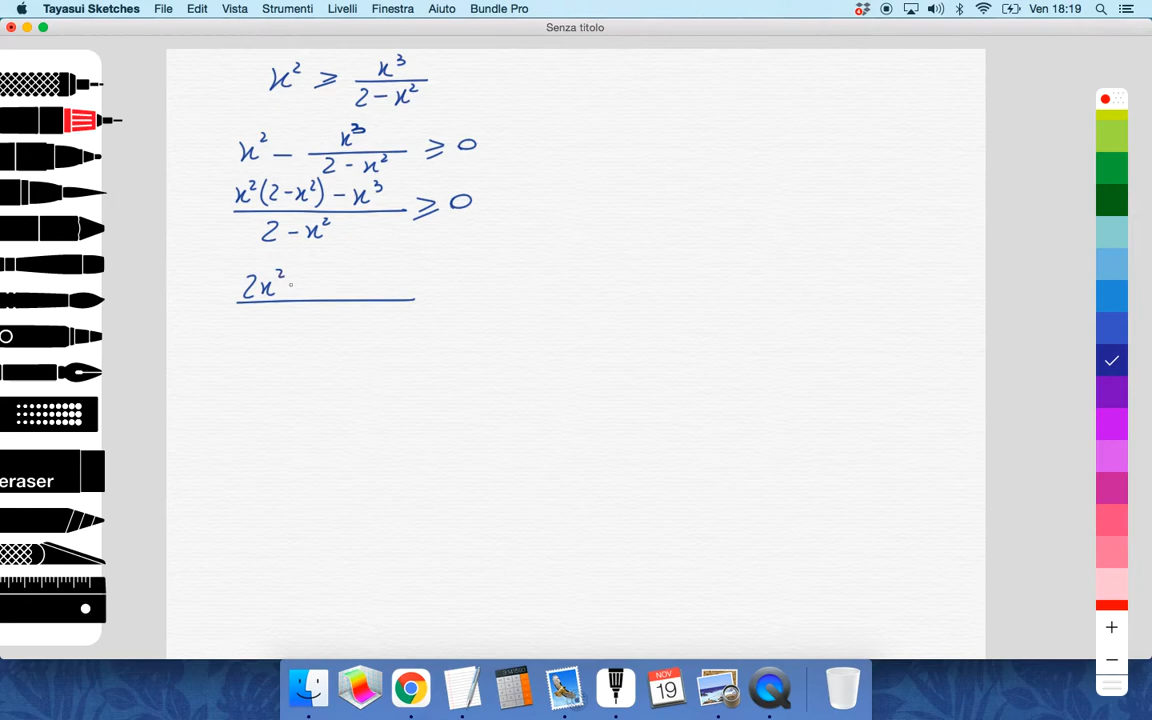 Tayasui Sketches File Edit Vista Strumenti Livelli Finestra Aiuto Bundle Pro Ven 18:19
Senza titolo
x² ⩾ x³/(2 − x²)
x² − x³/(2 − x²) ⩾ 0
(x²(2−x²) − x³)/(2 − x²) ⩾ 0
2x²
eraser
+
−
NOV
19